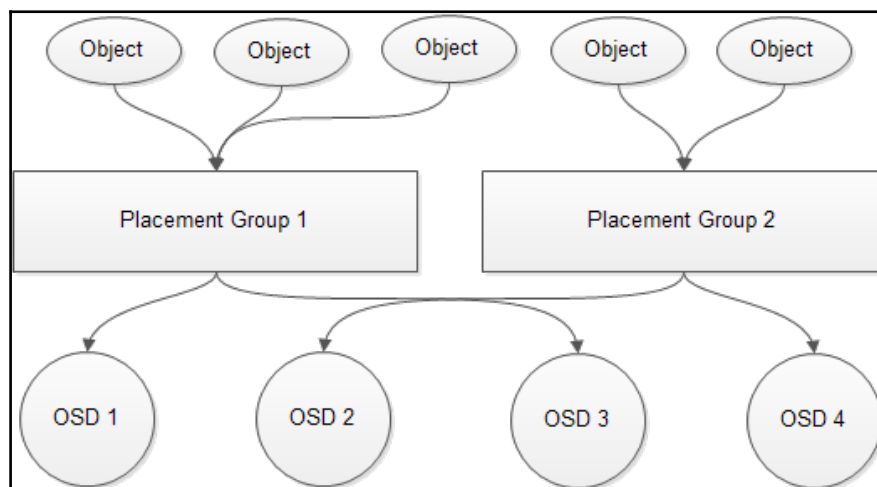 Object
Object
Object
Object
Object
Placement Group 1
Placement Group 2
OSD 1
OSD 2
OSD 3
OSD 4